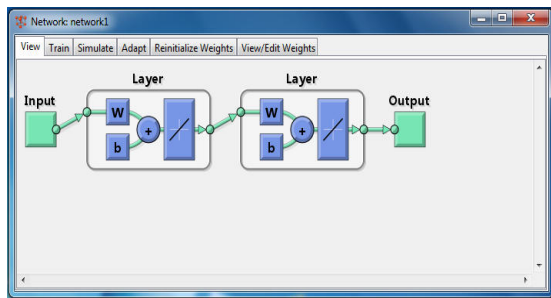 Network: network1
View Train Simulate Adapt Reinitialize Weights View/Edit Weights
Layer Layer
Input Output
W W
+ +
b b